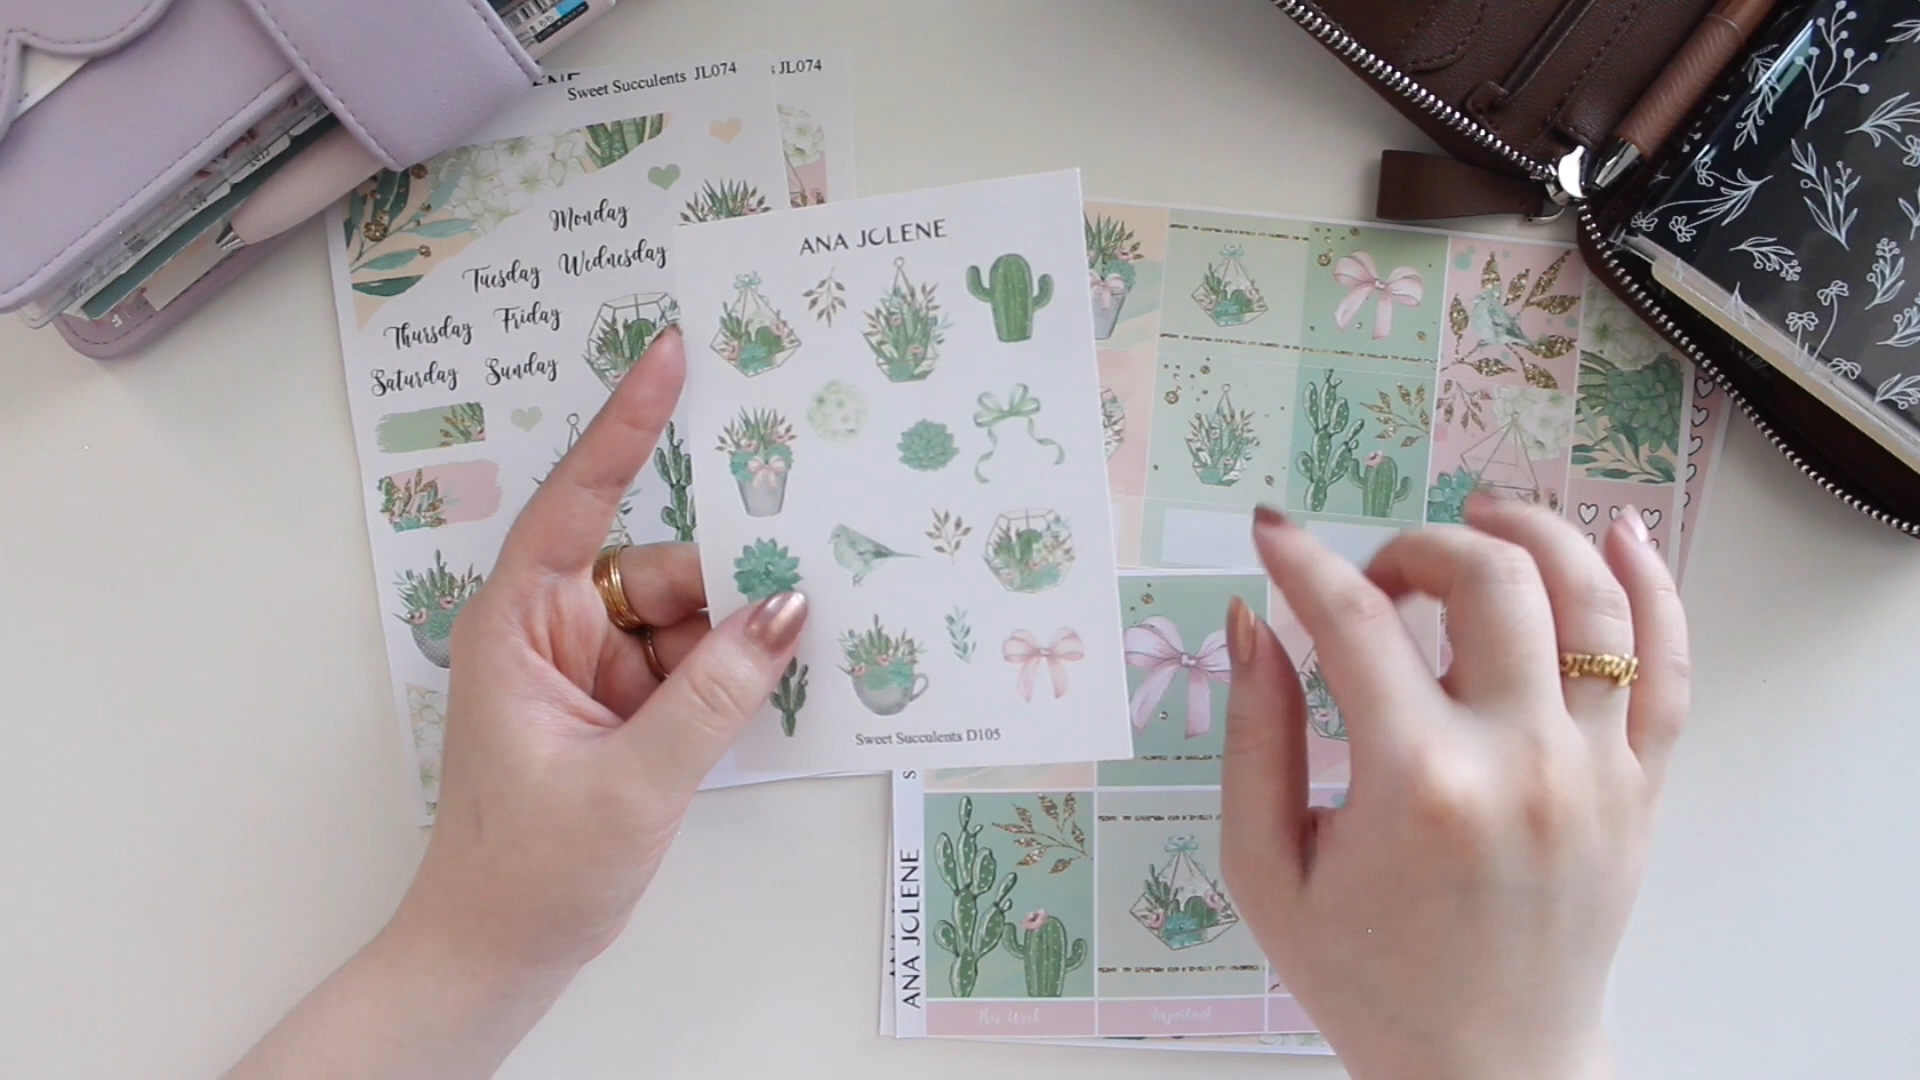 Sweet Succulents JL074
JL074
Monday
Tuesday Wednesday
Thursday Friday
Saturday Sunday
ANA JOLENE
Sweet Succulents D105
ANA JOLENE
This Week
Important